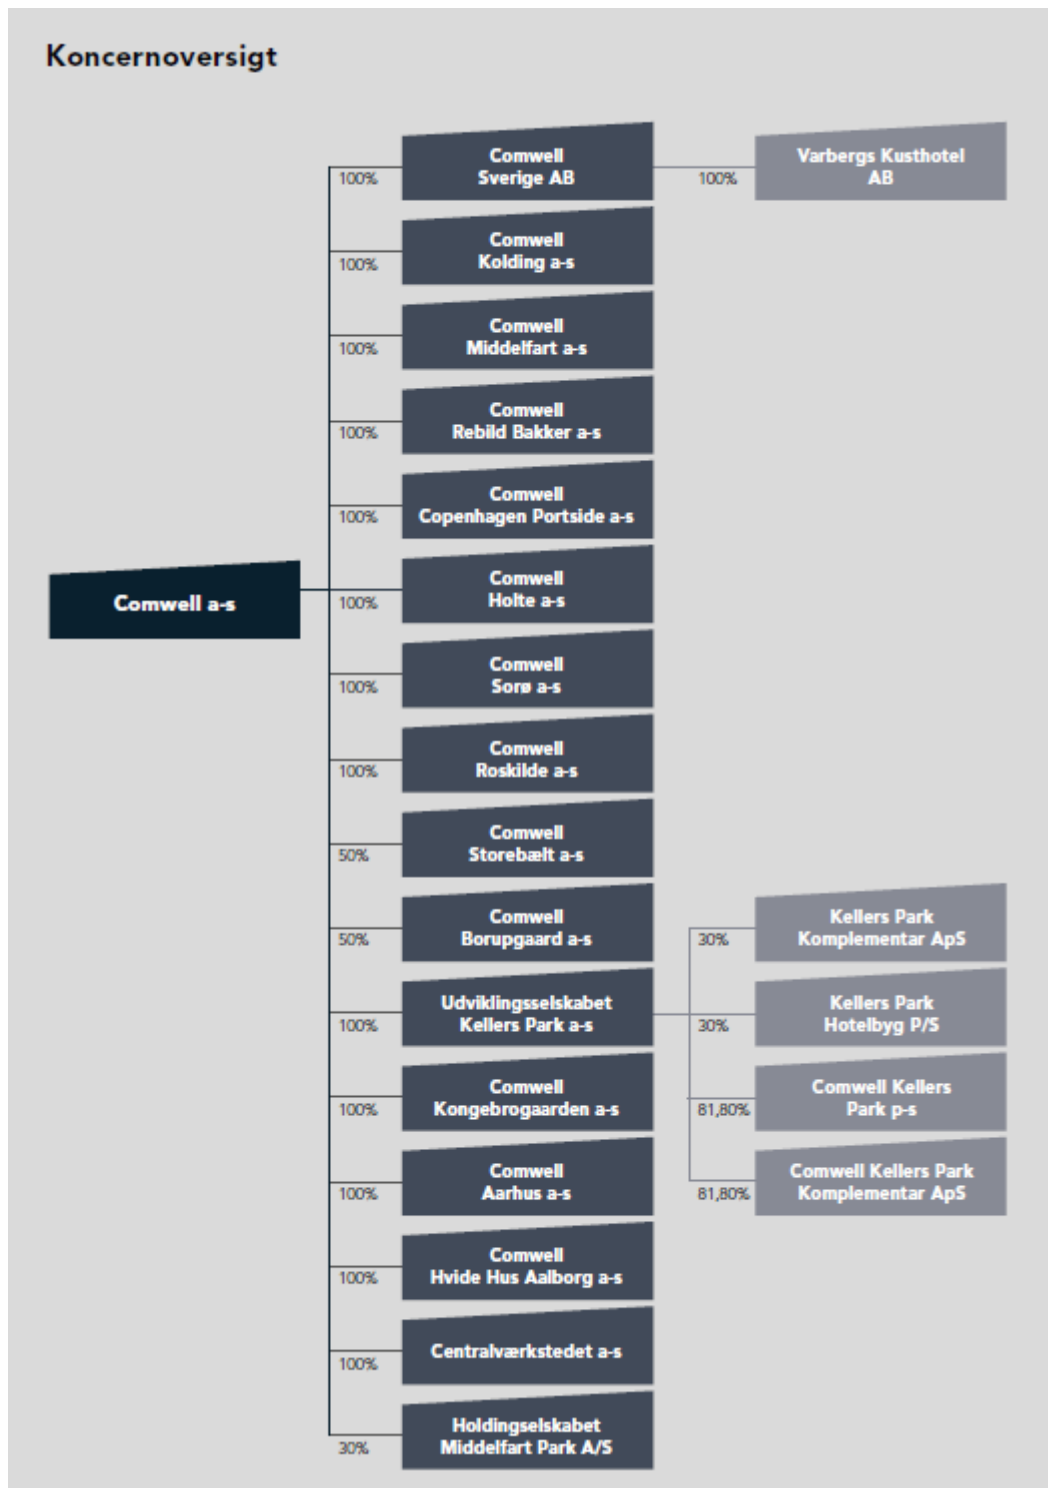 Koncernoversigt
Comwell a-s
100%
Comwell
Sverige AB
100%
Varbergs Kusthotel
AB
100%
Comwell
Kolding a-s
100%
Comwell
Middelfart a-s
100%
Comwell
Rebild Bakker a-s
100%
Comwell
Copenhagen Portside a-s
100%
Comwell
Holte a-s
100%
Comwell
Sorø a-s
100%
Comwell
Roskilde a-s
50%
Comwell
Storebælt a-s
50%
Comwell
Borupgaard a-s
100%
Udviklingsselskabet
Kellers Park a-s
30%
Kellers Park
Komplementar ApS
30%
Kellers Park
Hotelbyg P/S
81,80%
Comwell Kellers
Park p-s
81,80%
Comwell Kellers Park
Komplementar ApS
100%
Comwell
Kongebrogaarden a-s
100%
Comwell
Aarhus a-s
100%
Comwell
Hvide Hus Aalborg a-s
100%
Centralværkstedet a-s
30%
Holdingselskabet
Middelfart Park A/S